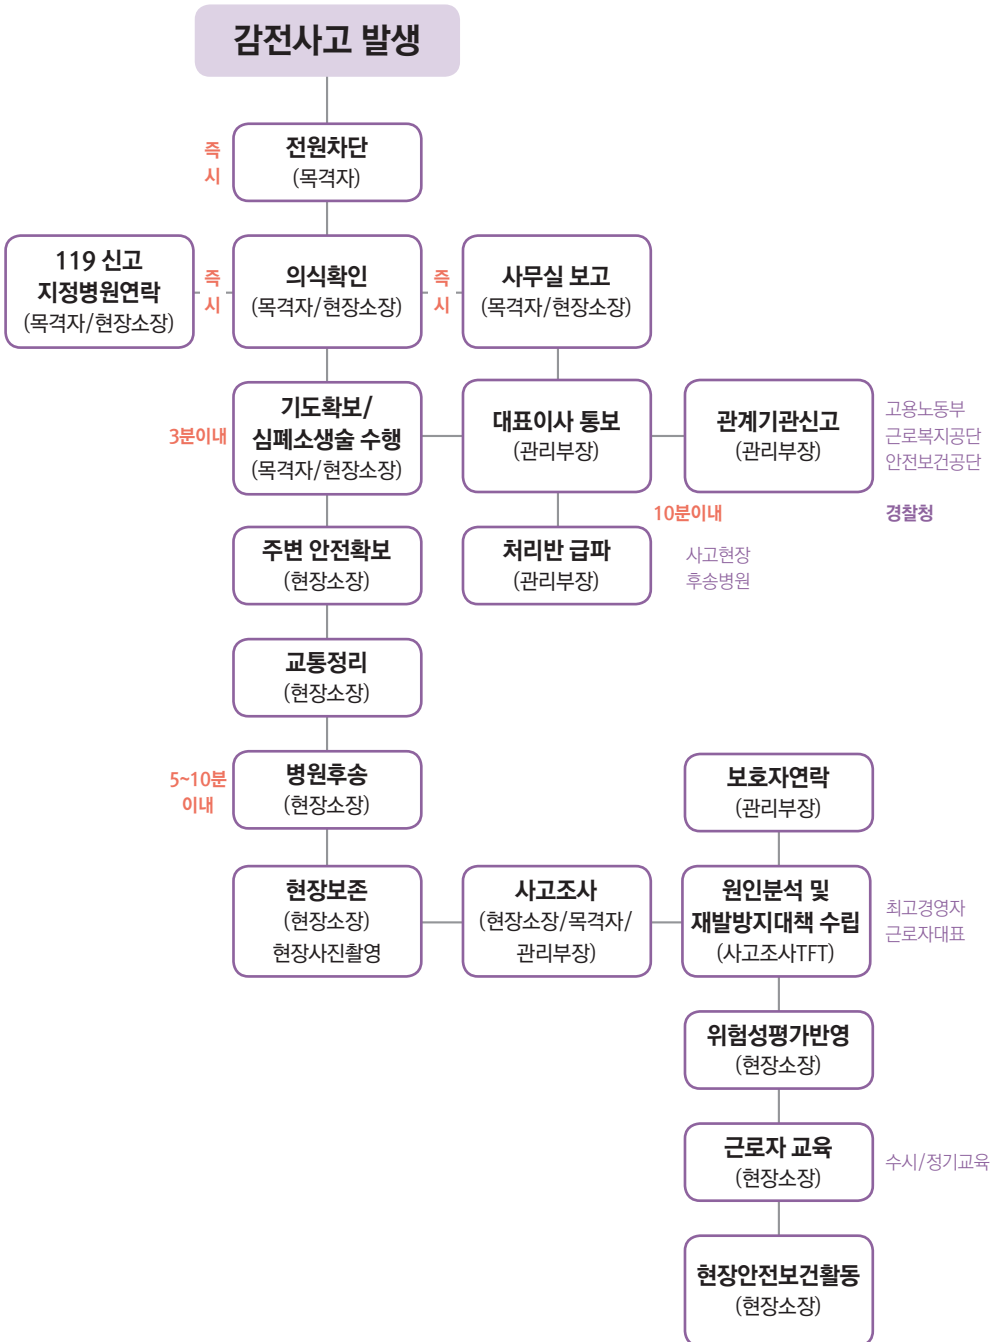 감전사고 발생
즉
시
전원차단
(목격자)
119 신고
지정병원연락
(목격자/현장소장)
즉
시
의식확인
(목격자/현장소장)
즉
시
사무실 보고
(목격자/현장소장)
3분이내
기도확보/
심폐소생술 수행
(목격자/현장소장)
대표이사 통보
(관리부장)
관계기관신고
(관리부장)
고용노동부
근로복지공단
안전보건공단
경찰청
10분이내
주변 안전확보
(현장소장)
처리반 급파
(관리부장)
사고현장
후송병원
교통정리
(현장소장)
5~10분
이내
병원후송
(현장소장)
보호자연락
(관리부장)
현장보존
(현장소장)
현장사진촬영
사고조사
(현장소장/목격자/
관리부장)
원인분석 및
재발방지대책 수립
(사고조사TFT)
최고경영자
근로자대표
위험성평가반영
(현장소장)
근로자 교육
(현장소장)
수시/정기교육
현장안전보건활동
(현장소장)